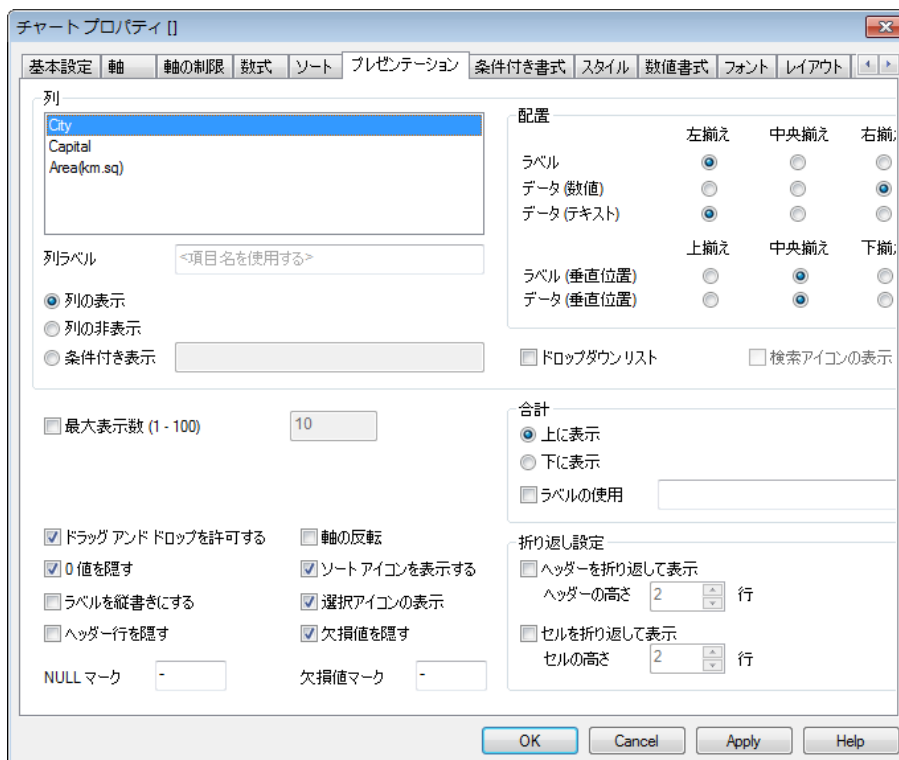 チャート プロパティ []
基本設定 軸 軸の制限 数式 ソート プレゼンテーション 条件付き書式 スタイル 数値書式 フォント レイアウト
列
City
Capital
Area(km.sq)
列ラベル <項目名を使用する>
列の表示
列の非表示
条件付き表示
配置
左揃え 中央揃え 右揃
ラベル
データ (数値)
データ (テキスト)
上揃え 中央揃え 下揃
ラベル (垂直位置)
データ (垂直位置)
ドロップダウン リスト 検索アイコンの表示
最大表示数 (1 - 100) 10
合計
上に表示
下に表示
ラベルの使用
ドラッグ アンド ドロップを許可する 軸の反転
0 値を隠す ソート アイコンを表示する
ラベルを縦書きにする 選択アイコンの表示
ヘッダー行を隠す 欠損値を隠す
NULL マーク - 欠損値マーク -
折り返し設定
ヘッダーを折り返して表示
ヘッダーの高さ 2 行
セルを折り返して表示
セルの高さ 2 行
OK Cancel Apply Help